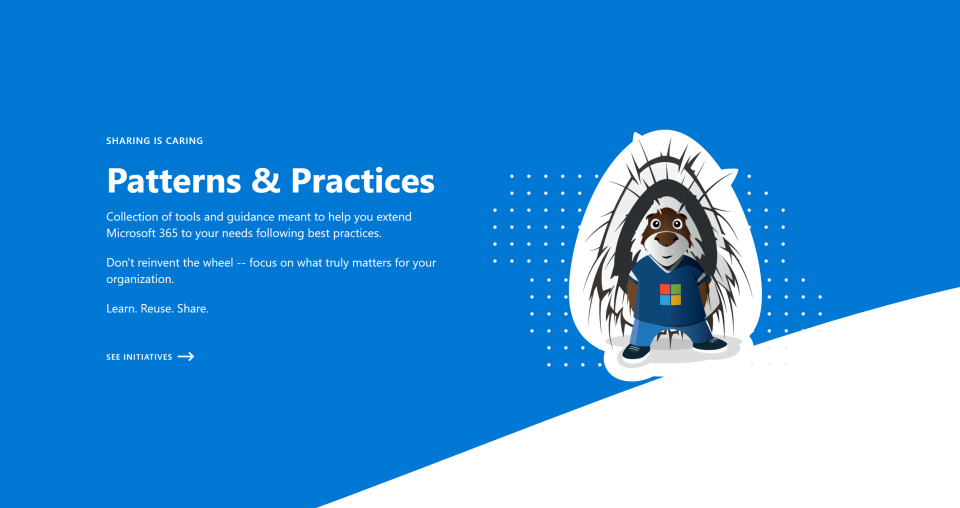 SHARING IS CARING
Patterns & Practices
Collection of tools and guidance meant to help you extend
Microsoft 365 to your needs following best practices.
Don't reinvent the wheel -- focus on what truly matters for your
organization.
Learn. Reuse. Share.
SEE INITIATIVES